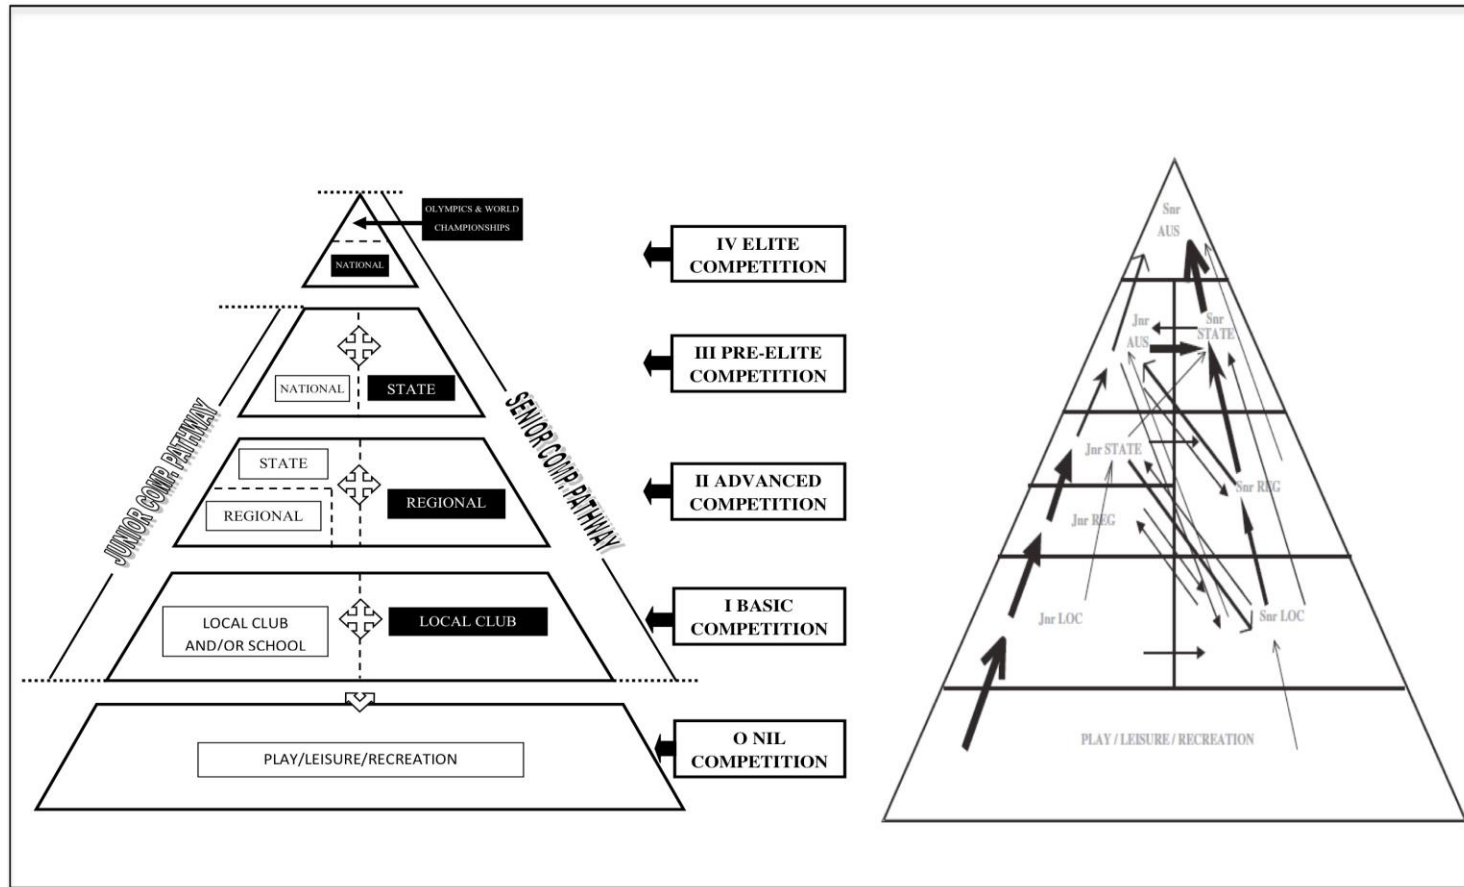 OLYMPICS & WORLD
CHAMPIONSHIPS
NATIONAL
IV ELITE
COMPETITION
NATIONAL
STATE
III PRE-ELITE
COMPETITION
STATE
REGIONAL
REGIONAL
II ADVANCED
COMPETITION
LOCAL CLUB
AND/OR SCHOOL
LOCAL CLUB
I BASIC
COMPETITION
PLAY/LEISURE/RECREATION
O NIL
COMPETITION
JUNIOR COMP. PATHWAY
SENIOR COMP. PATHWAY
Snr
AUS
Jnr
AUS
Snr
STATE
Jnr STATE
Snr REG
Jnr REG
Jnr LOC
Snr LOC
PLAY / LEISURE / RECREATION